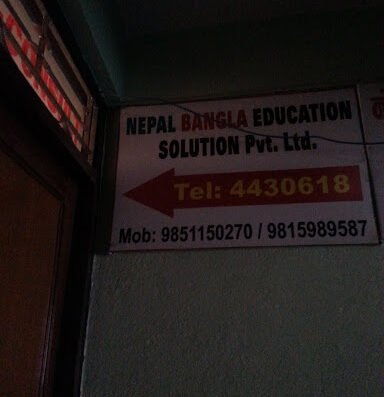 NEPAL BANGLA EDUCATION
SOLUTION Pvt. Ltd.
Tel: 4430618
Mob: 9851150270 / 9815989587